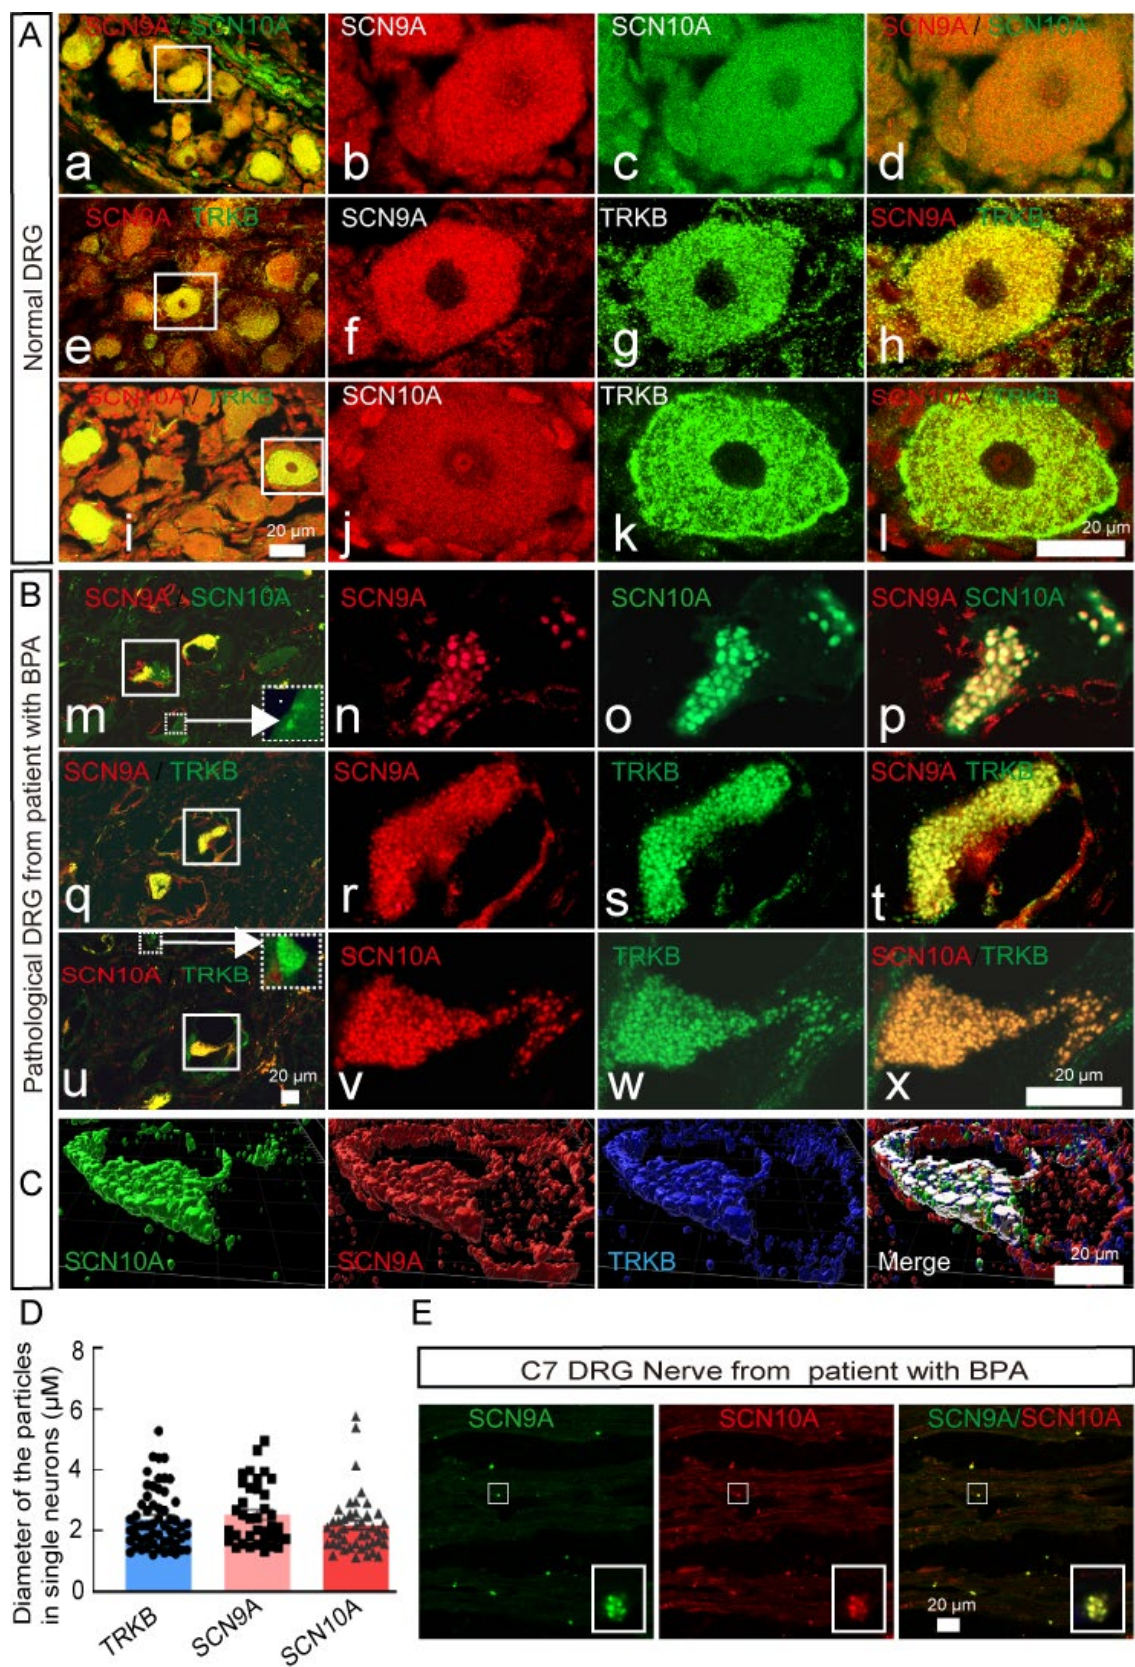 A
Normal DRG
SCN9A / SCN10A
a
SCN9A
b
SCN10A
c
SCN9A / SCN10A
d
SCN9A / TRKB
e
SCN9A
f
TRKB
g
SCN9A TRKB
h
SCN10A / TRKB
i
20 μm
SCN10A
j
TRKB
k
SCN10A / TRKB
l
20 μm
B
Pathological DRG from patient with BPA
SCN9A / SCN10A
m
SCN9A
n
SCN10A
o
SCN9A SCN10A
p
SCN9A / TRKB
q
SCN9A
r
TRKB
s
SCN9A TRKB
t
SCN10A / TRKB
u
20 μm
SCN10A
v
TRKB
w
SCN10A/TRKB
x
20 μm
C
SCN10A
SCN9A
TRKB
Merge
20 μm
D
Diameter of the particles
in single neurons (μM)
8
6
4
2
0
TRKB
SCN9A
SCN10A
E
C7 DRG Nerve from patient with BPA
SCN9A
SCN10A
SCN9A/SCN10A
20 μm